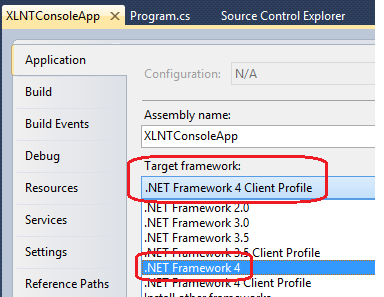 XLNTConsoleApp
Program.cs
Source Control Explorer
Application
Build
Build Events
Debug
Resources
Services
Settings
Reference Paths
Configuration:
N/A
Assembly name:
XLNTConsoleApp
Target framework:
.NET Framework 4 Client Profile
.NET Framework 2.0
.NET Framework 3.0
.NET Framework 3.5
.NET Framework 3.5 Client Profile
.NET Framework 4
.NET Framework 4 Client Profile
Install other frameworks